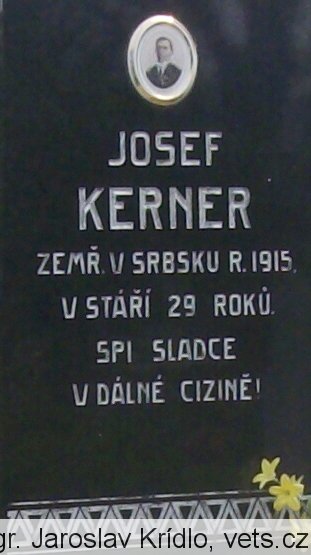 JOSEF
KERNER
ZEMŘ. V SRBSKU R. 1915,
V STÁŘÍ 29 ROKŮ.
SPI SLADCE
V DÁLNÉ CIZINĚ!
gr. Jaroslav Krídlo, vets.cz